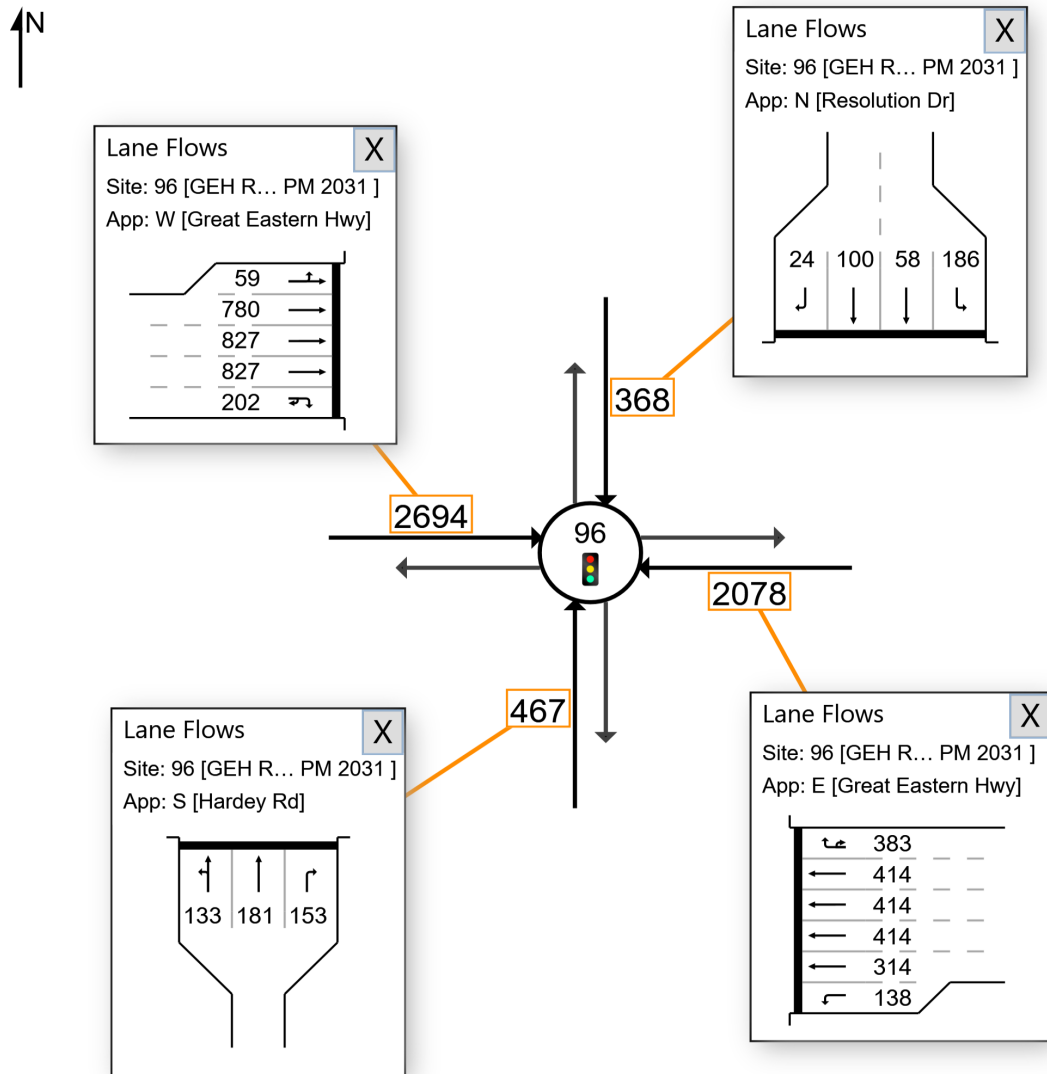 N
Lane Flows
X
Site: 96 [GEH R... PM 2031 ]
App: N [Resolution Dr]
24 100 58 186
Lane Flows
X
Site: 96 [GEH R... PM 2031 ]
App: W [Great Eastern Hwy]
59
780
827
827
202
368
2694
96
2078
467
Lane Flows
X
Site: 96 [GEH R... PM 2031 ]
App: S [Hardey Rd]
133 181 153
Lane Flows
X
Site: 96 [GEH R... PM 2031 ]
App: E [Great Eastern Hwy]
383
414
414
414
314
138